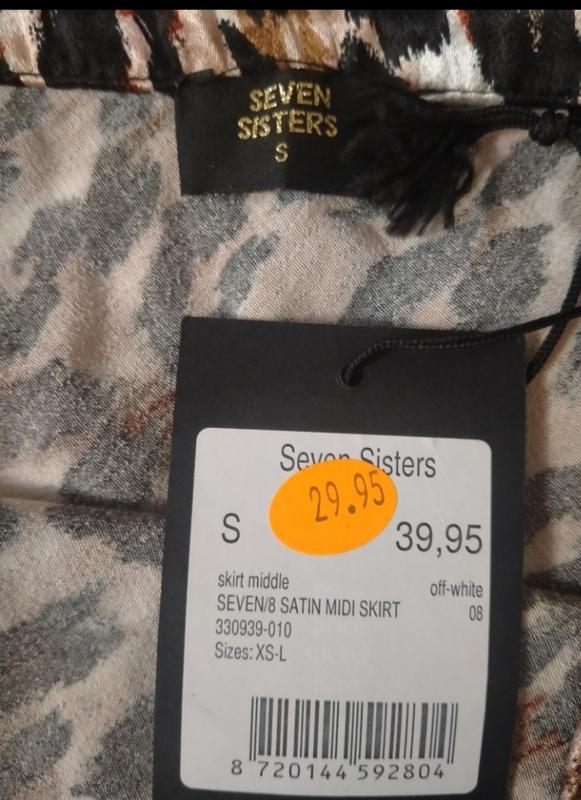 SEVEN
SISTERS
S
Seven Sisters
29.95
S 39,95
skirt middle off-white
SEVEN/8 SATIN MIDI SKIRT 08
330939-010
Sizes: XS-L
8 720144 592804